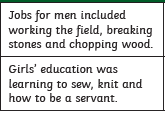 Jobs for men included
working the field, breaking
stones and chopping wood.
Girls' education was
learning to sew, knit and
how to be a servant.